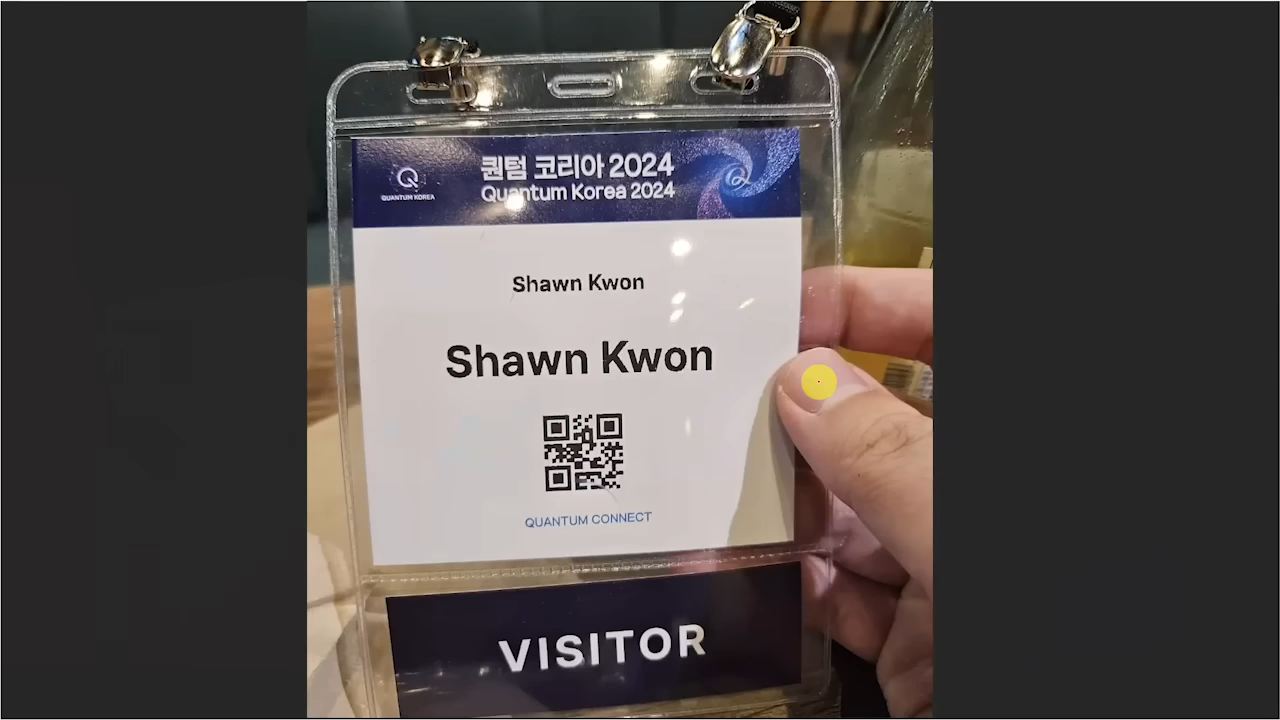 퀀텀 코리아 2024
Quantum Korea 2024
QUANTUM KOREA
Shawn Kwon
Shawn Kwon
QUANTUM CONNECT
VISITOR